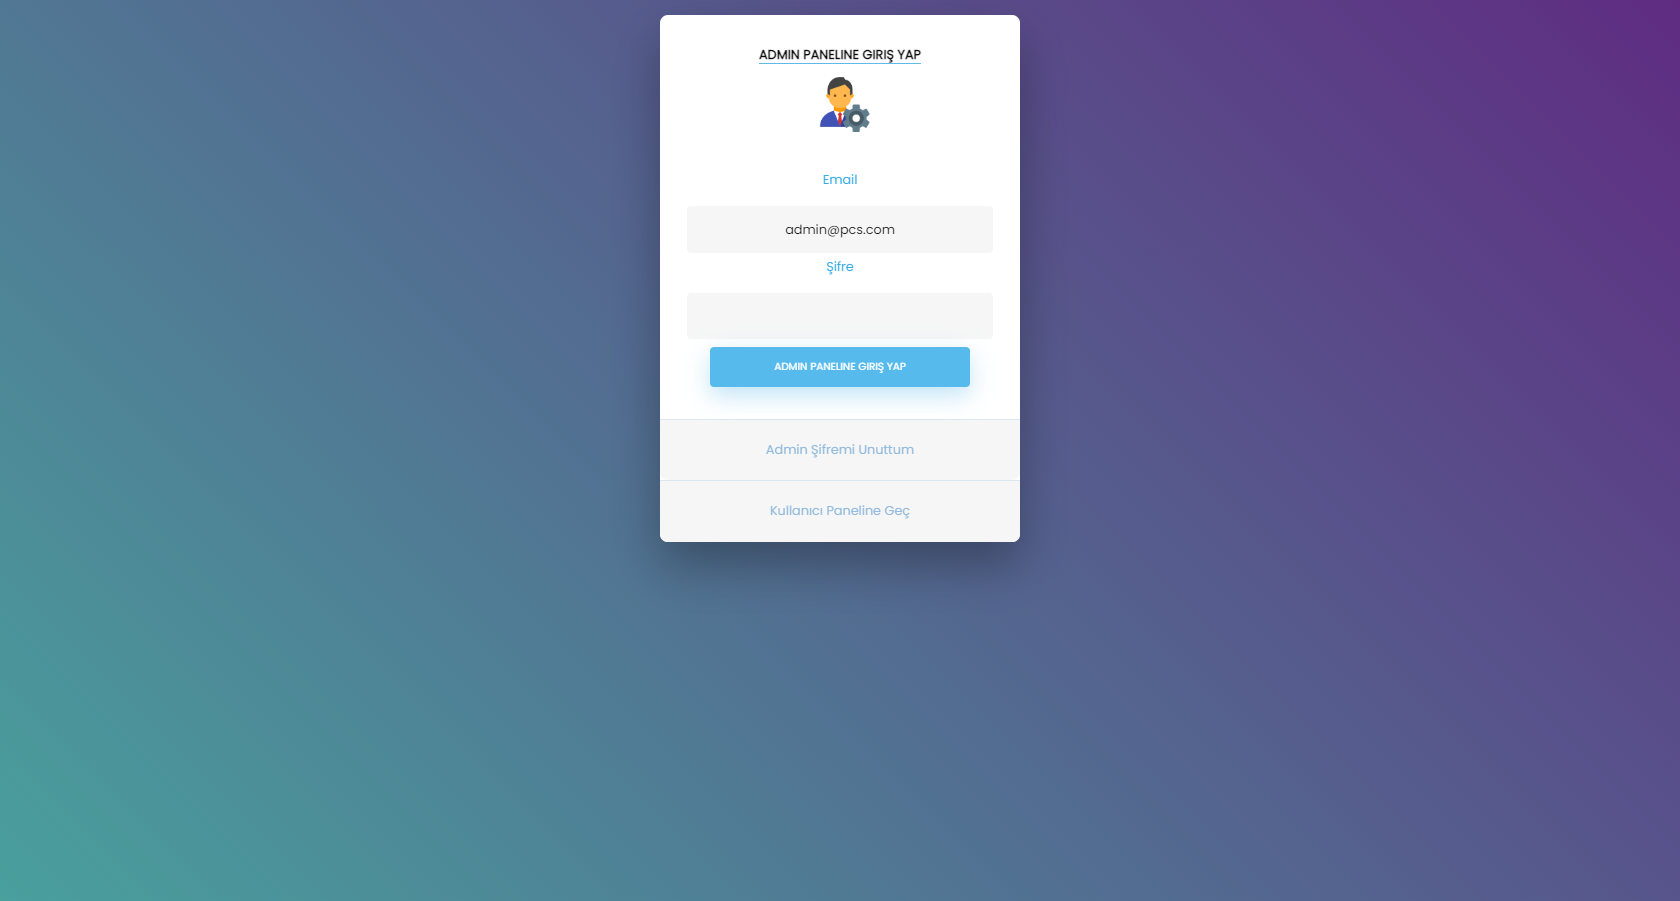 ADMIN PANELINE GIRIŞ YAP
Email
admin@pcs.com
Şifre
ADMIN PANELINE GIRIŞ YAP
Admin Şifremi Unuttum
Kullanıcı Paneline Geç